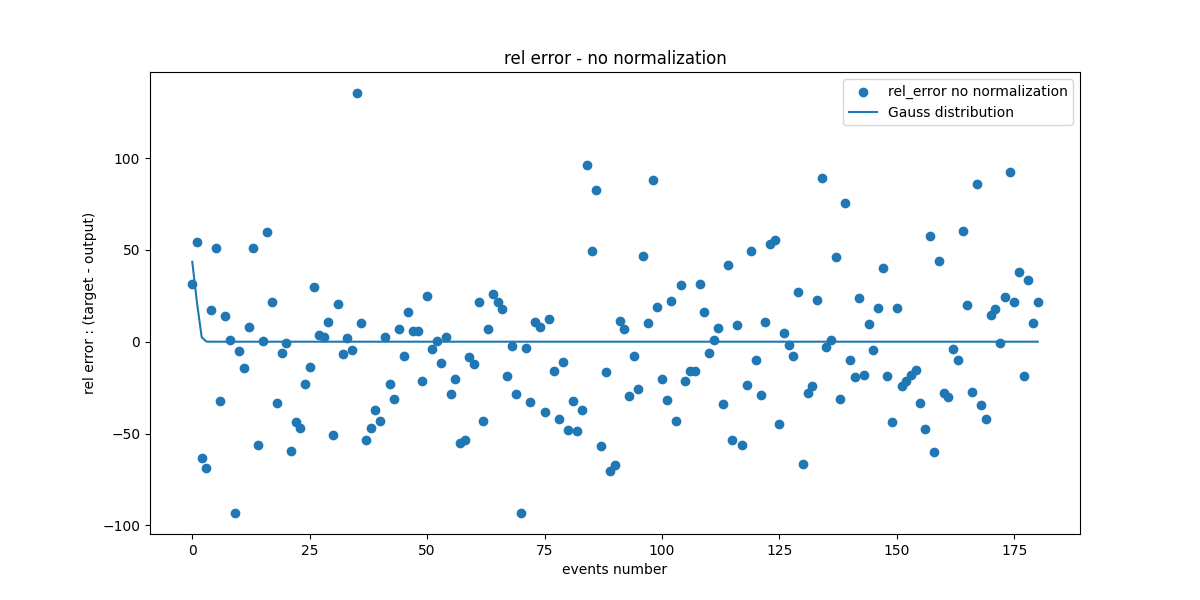 rel error - no normalization
rel_error no normalization
Gauss distribution
rel error : (target - output)
100
50
0
−50
−100
0 25 50 75 100 125 150 175
events number